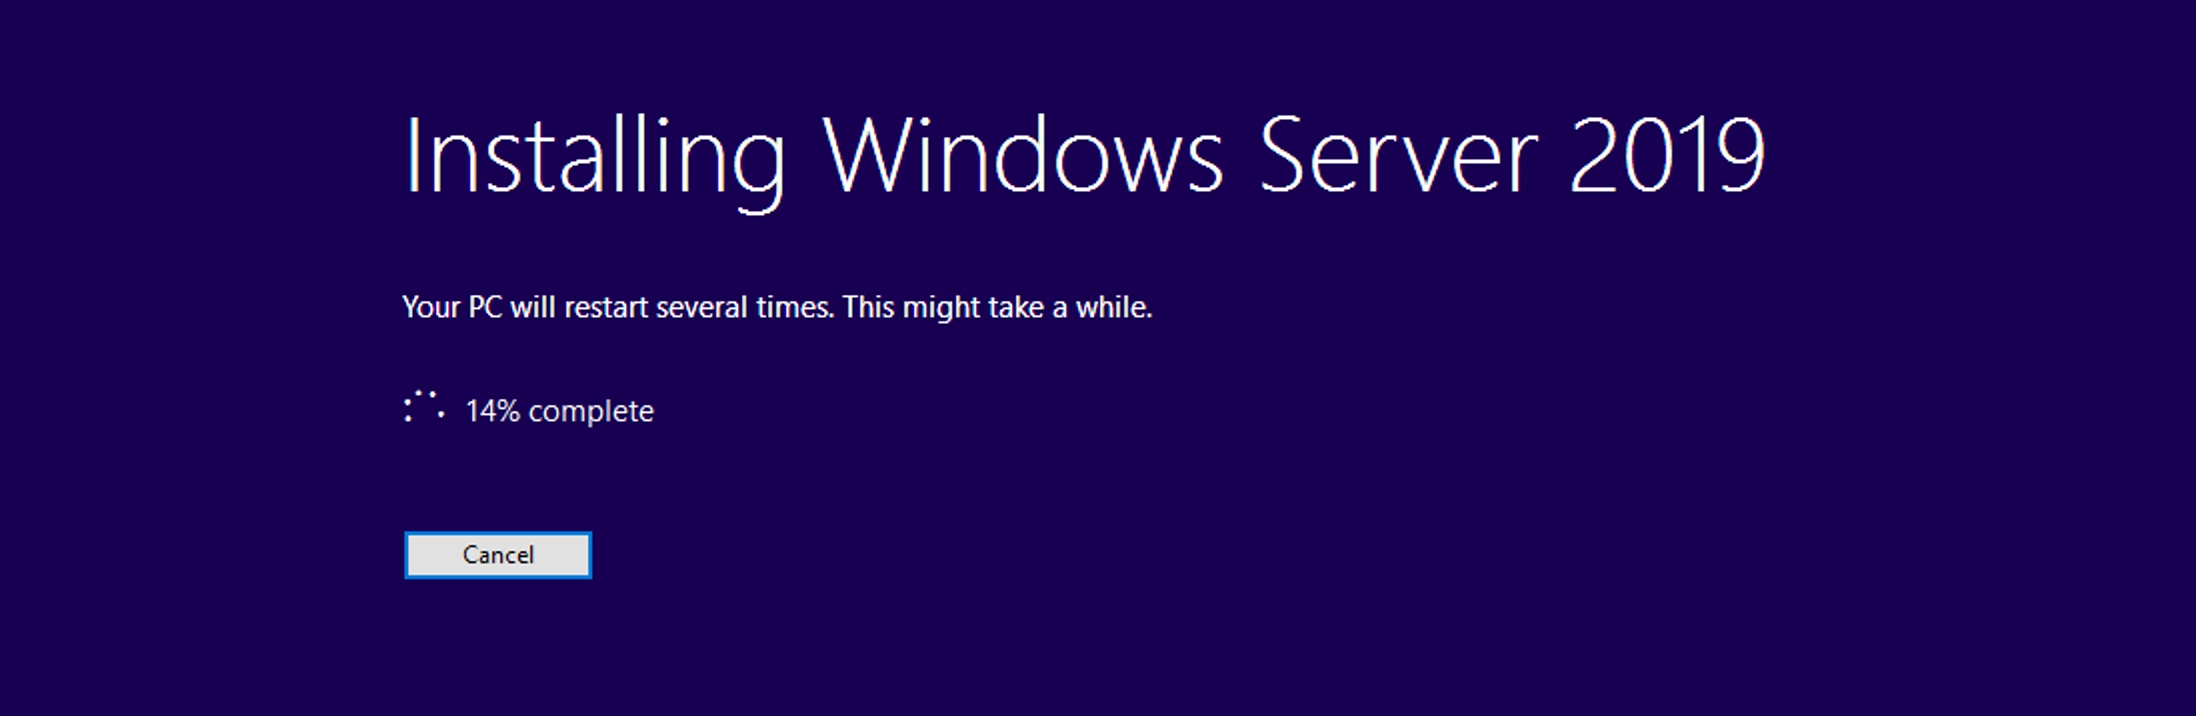 Installing Windows Server 2019
Your PC will restart several times. This might take a while.
14% complete
Cancel